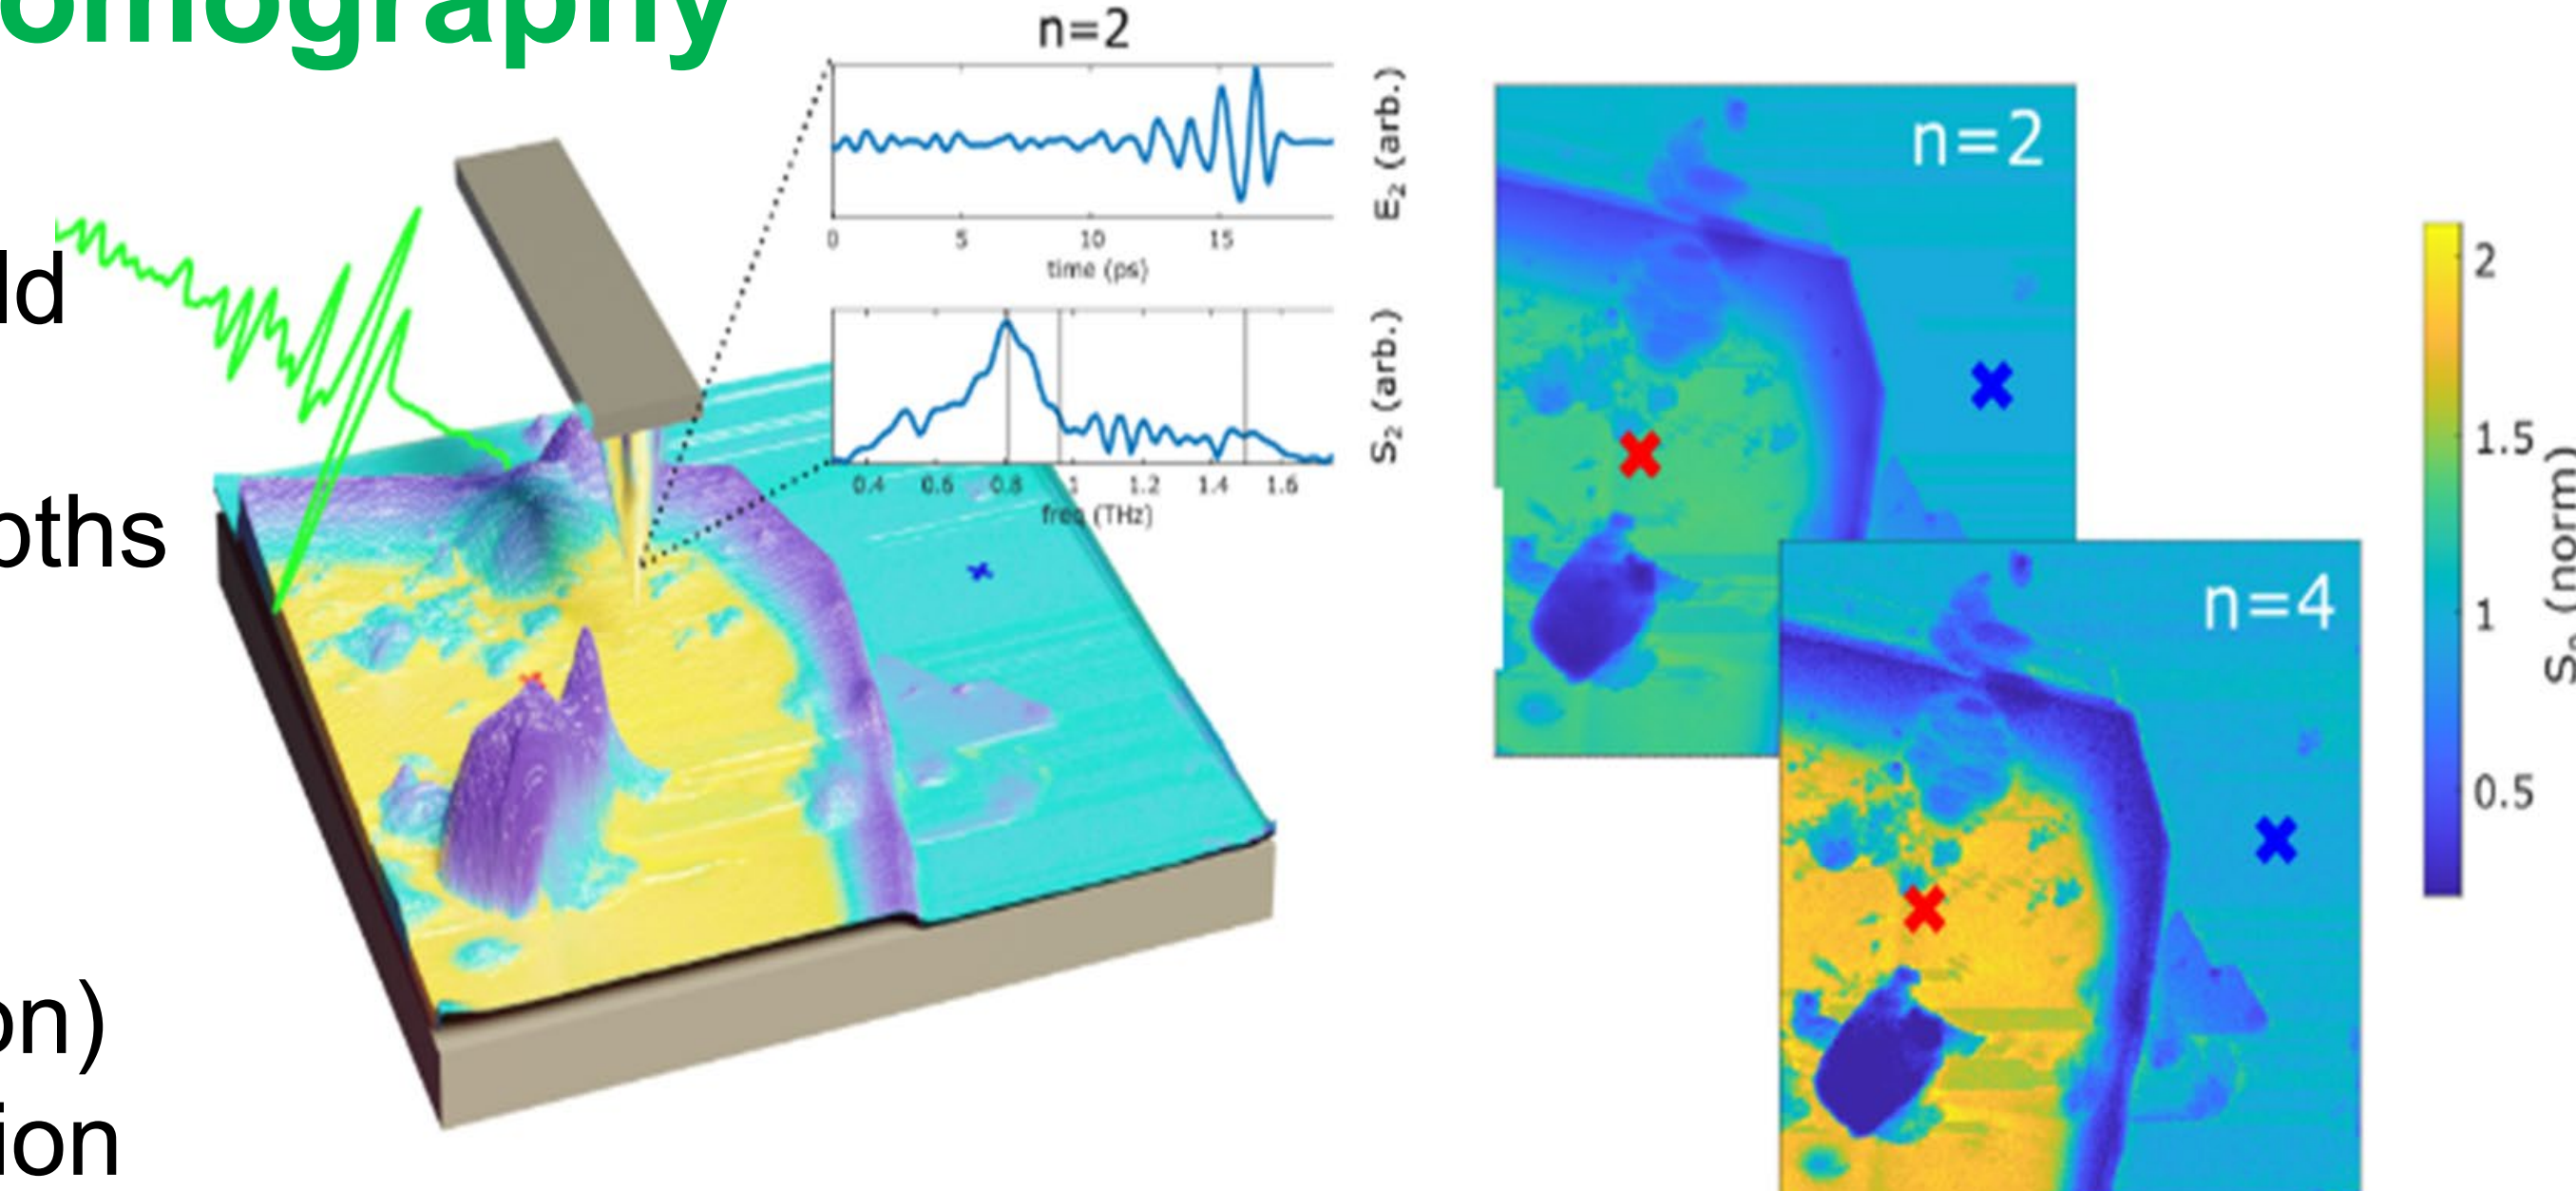 omography
ld
pths
on)
ion
n=2
E₂ (arb.)
0 5 10 15
time (ps)
S₂ (arb.)
0.4 0.6 0.8 1 1.2 1.4 1.6
freq (THz)
n=2
n=4
2
1.5
1
0.5
(norm)